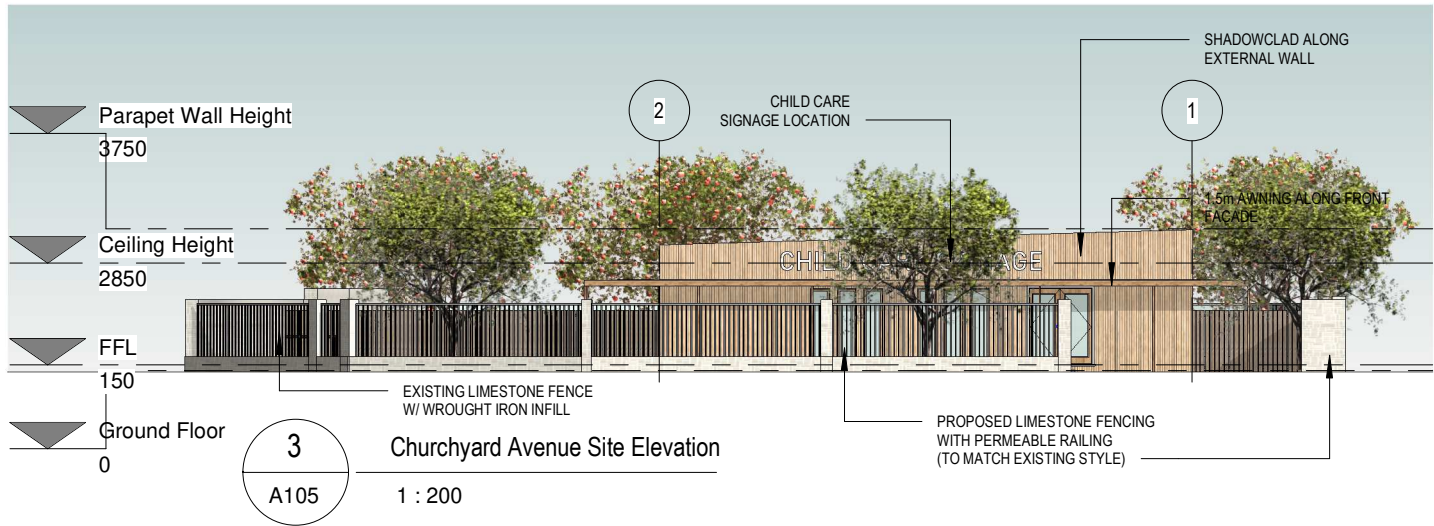 Parapet Wall Height
3750
Ceiling Height
2850
FFL
150
Ground Floor
0
2
CHILD CARE
SIGNAGE LOCATION
1
SHADOWCLAD ALONG
EXTERNAL WALL
1.5m AWNING ALONG FRONT
FACADE
EXISTING LIMESTONE FENCE
W/ WROUGHT IRON INFILL
PROPOSED LIMESTONE FENCING
WITH PERMEABLE RAILING
(TO MATCH EXISTING STYLE)
3
A105
Churchyard Avenue Site Elevation
1 : 200